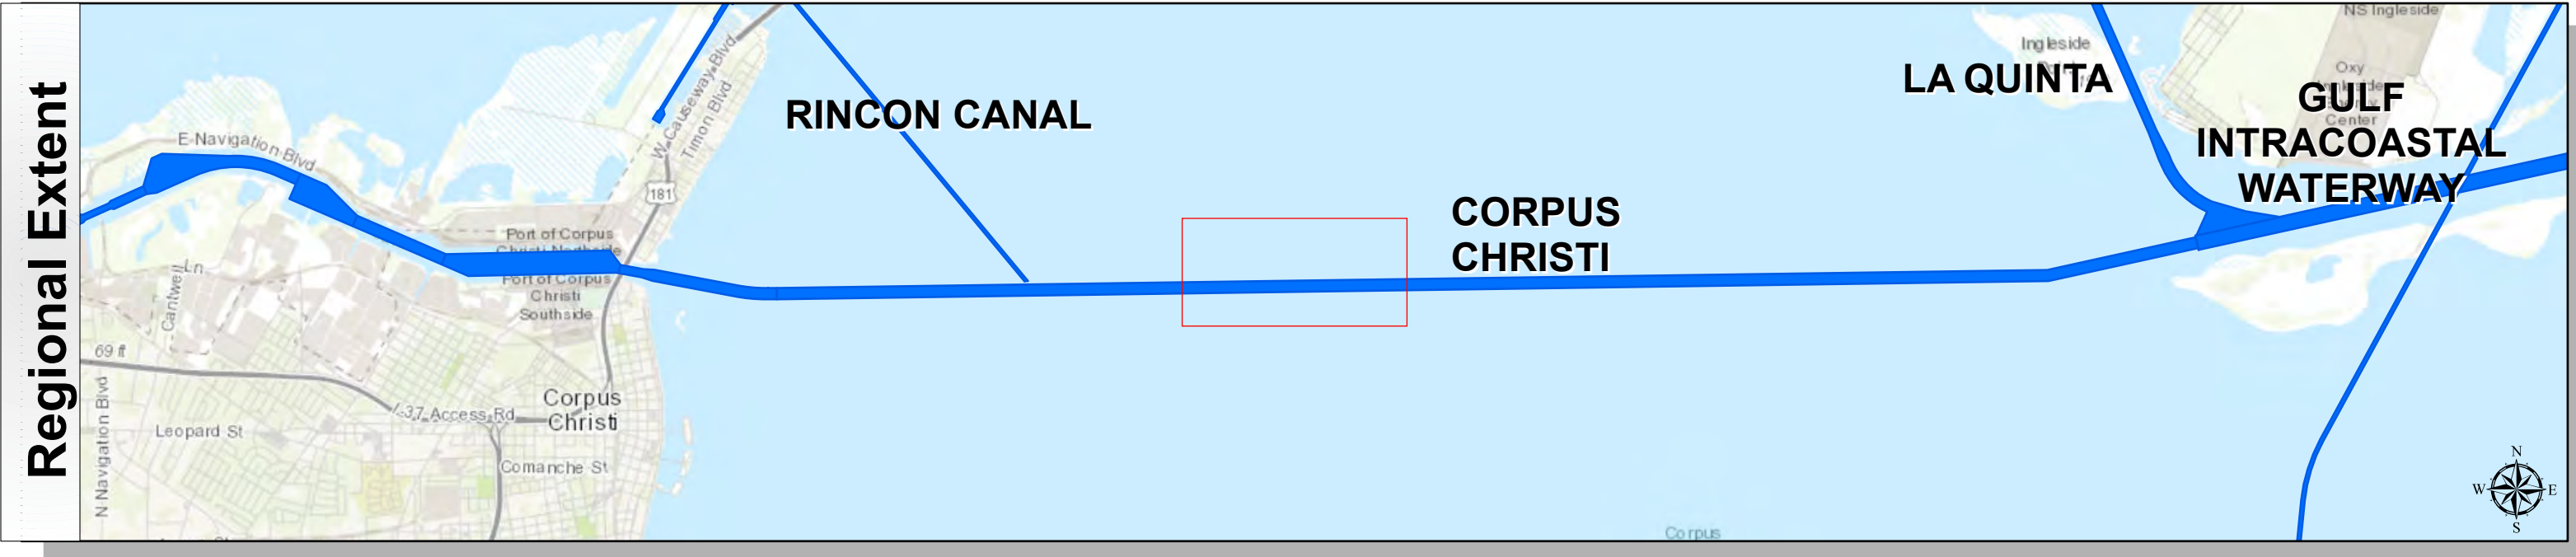 Regional Extent
RINCON CANAL
LA QUINTA
GULF
INTRACOASTAL
WATERWAY
CORPUS
CHRISTI
NS Ingleside
Ingleside
Oxy
Center
E Navigation Blvd
W Causeway Blvd
Timon Blvd
181
Port of Corpus
Christi Northside
Port of Corpus
Christi
Southside
Cantwell Ln
69 ft
N Navigation Blvd
I-37 Access Rd
Leopard St
Corpus
Christi
Comanche St
Corpus
N
W
E
S